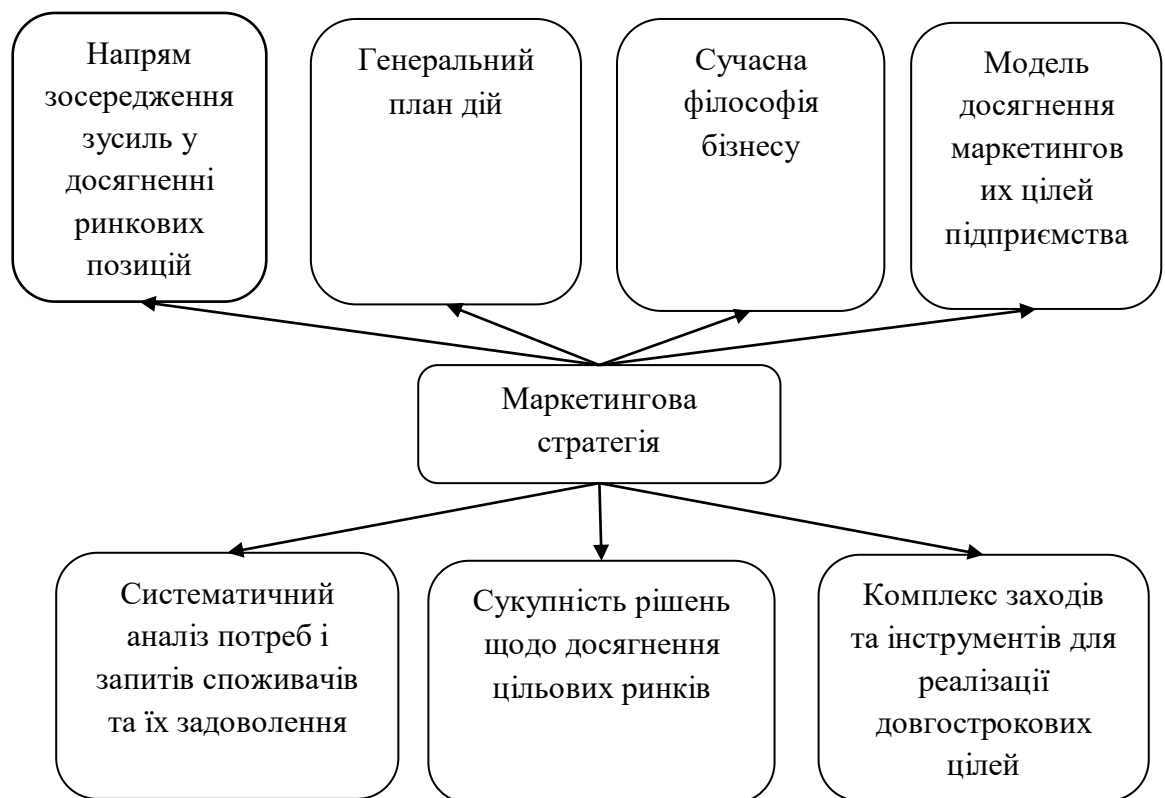 Напрям
зосередження
зусиль у
досягненні
ринкових
позицій
Генеральний
план дій
Сучасна
філософія
бізнесу
Модель
досягнення
маркетингов
их цілей
підприємства
Маркетингова
стратегія
Систематичний
аналіз потреб і
запитів споживачів
та їх задоволення
Сукупність рішень
щодо досягнення
цільових ринків
Комплекс заходів
та інструментів для
реалізації
довгострокових
цілей